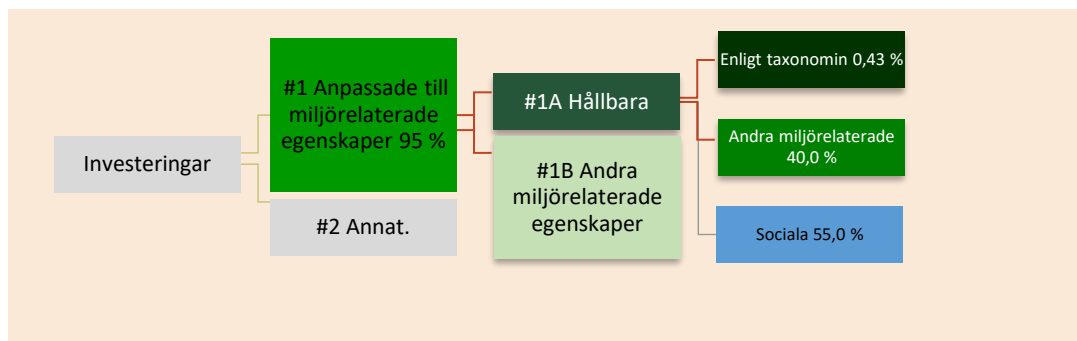 Investeringar
#1 Anpassade till
miljörelaterade
egenskaper 95 %
#2 Annat.
#1A Hållbara
#1B Andra
miljörelaterade
egenskaper
Enligt taxonomin 0,43 %
Andra miljörelaterade
40,0 %
Sociala 55,0 %